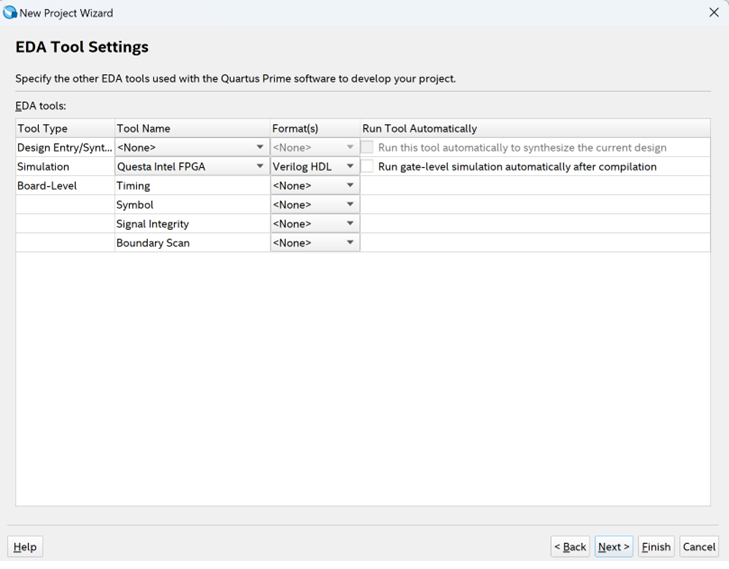 New Project Wizard
EDA Tool Settings
Specify the other EDA tools used with the Quartus Prime software to develop your project.
EDA tools:
Tool Type Tool Name Format(s) Run Tool Automatically
Design Entry/Synt... <None> <None> Run this tool automatically to synthesize the current design
Simulation Questa Intel FPGA Verilog HDL Run gate-level simulation automatically after compilation
Board-Level Timing <None>
Symbol <None>
Signal Integrity <None>
Boundary Scan <None>
Help < Back Next > Finish Cancel